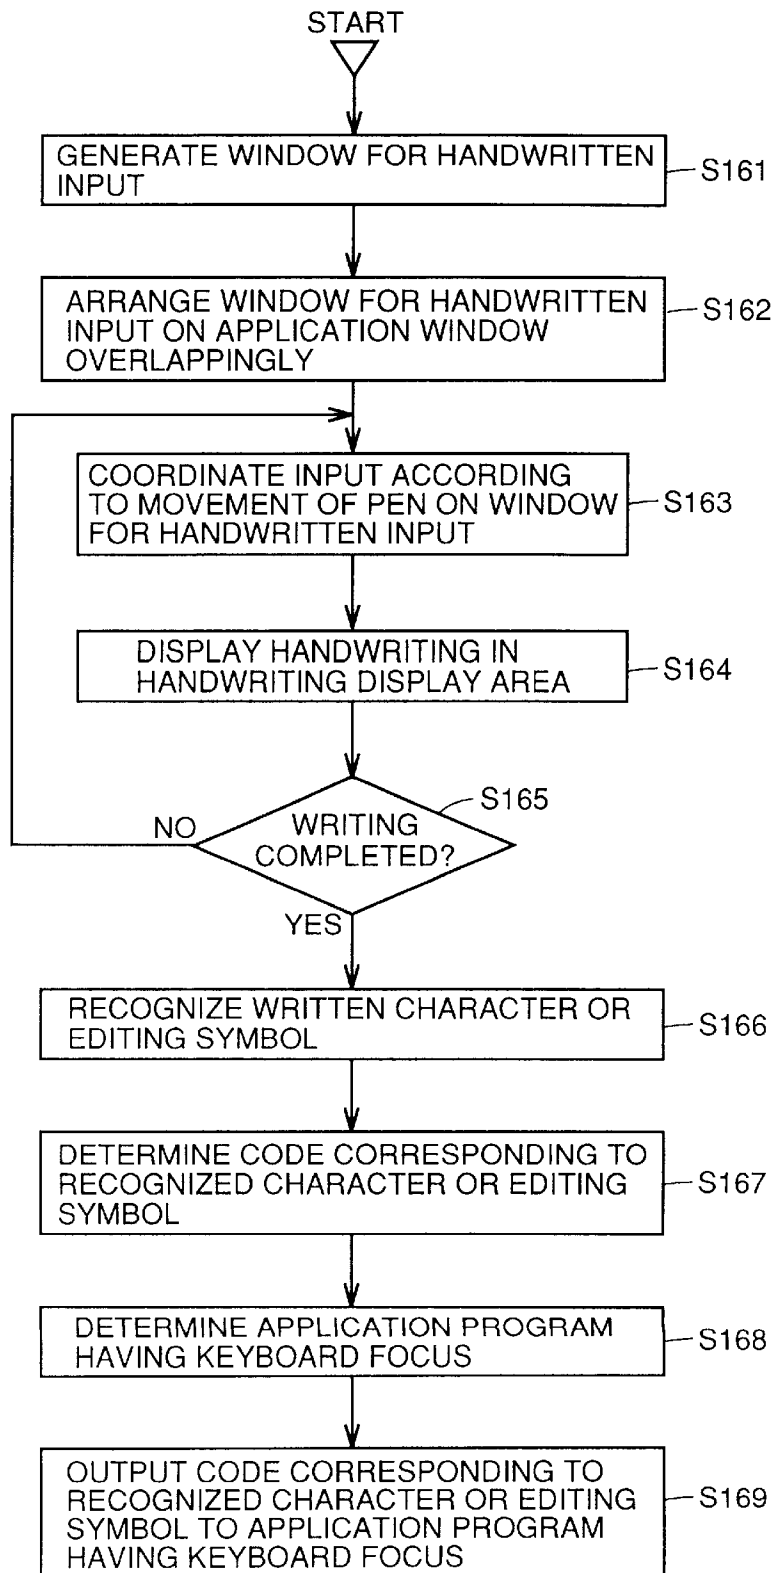 START
GENERATE WINDOW FOR HANDWRITTEN
INPUT
S161
ARRANGE WINDOW FOR HANDWRITTEN
INPUT ON APPLICATION WINDOW
OVERLAPPINGLY
S162
COORDINATE INPUT ACCORDING
TO MOVEMENT OF PEN ON WINDOW
FOR HANDWRITTEN INPUT
S163
DISPLAY HANDWRITING IN
HANDWRITING DISPLAY AREA
S164
S165
NO
WRITING
COMPLETED?
YES
RECOGNIZE WRITTEN CHARACTER OR
EDITING SYMBOL
S166
DETERMINE CODE CORRESPONDING TO
RECOGNIZED CHARACTER OR EDITING
SYMBOL
S167
DETERMINE APPLICATION PROGRAM
HAVING KEYBOARD FOCUS
S168
OUTPUT CODE CORRESPONDING TO
RECOGNIZED CHARACTER OR EDITING
SYMBOL TO APPLICATION PROGRAM
HAVING KEYBOARD FOCUS
S169